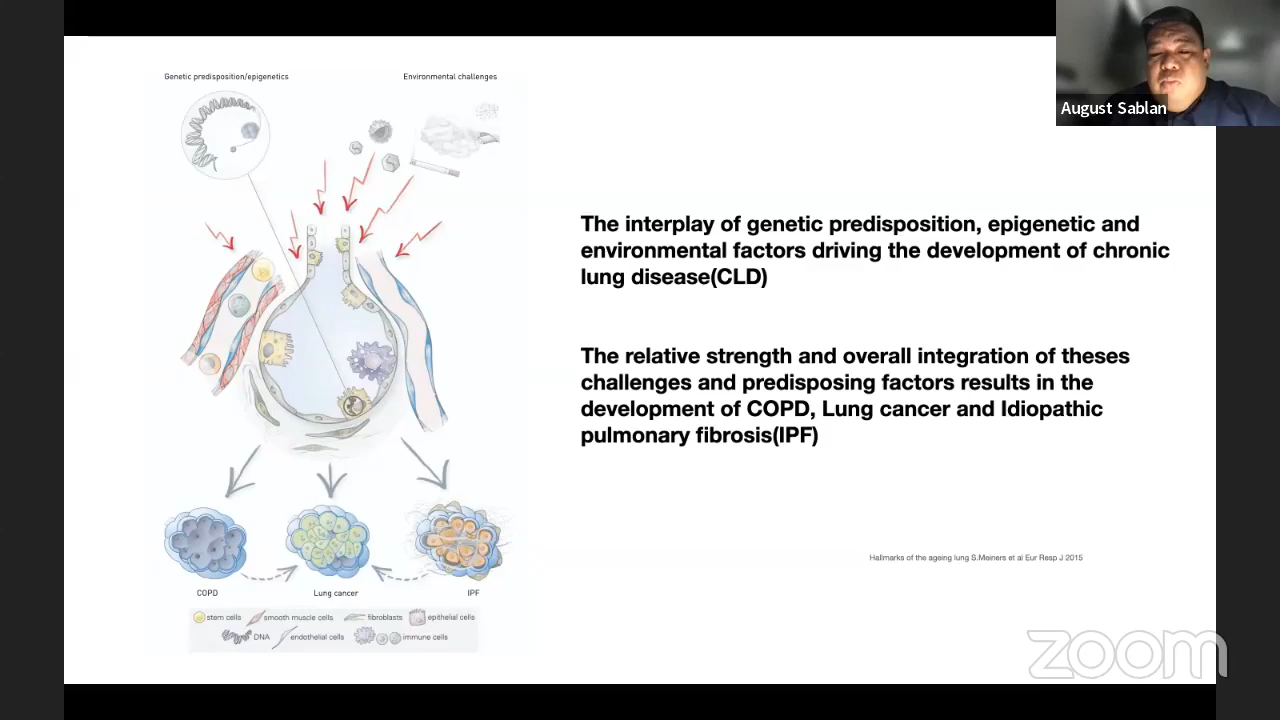 August Sablan
Genetic predisposition/epigenetics
Environmental challenges
The interplay of genetic predisposition, epigenetic and
environmental factors driving the development of chronic
lung disease(CLD)
The relative strength and overall integration of theses
challenges and predisposing factors results in the
development of COPD, Lung cancer and Idiopathic
pulmonary fibrosis(IPF)
Hallmarks of the ageing lung S.Meiners et al Eur Resp J 2015
COPD
Lung cancer
IPF
stem cells smooth muscle cells fibroblasts epithelial cells
DNA endothelial cells immune cells
zoom